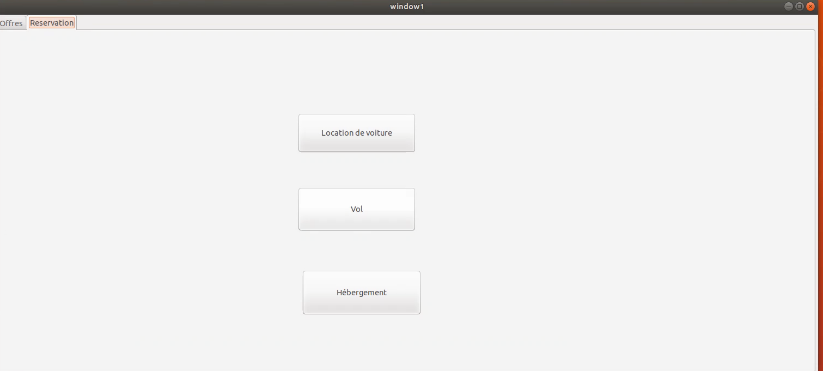 window1
Offres
Reservation
Location de voiture
Vol
Hébergement